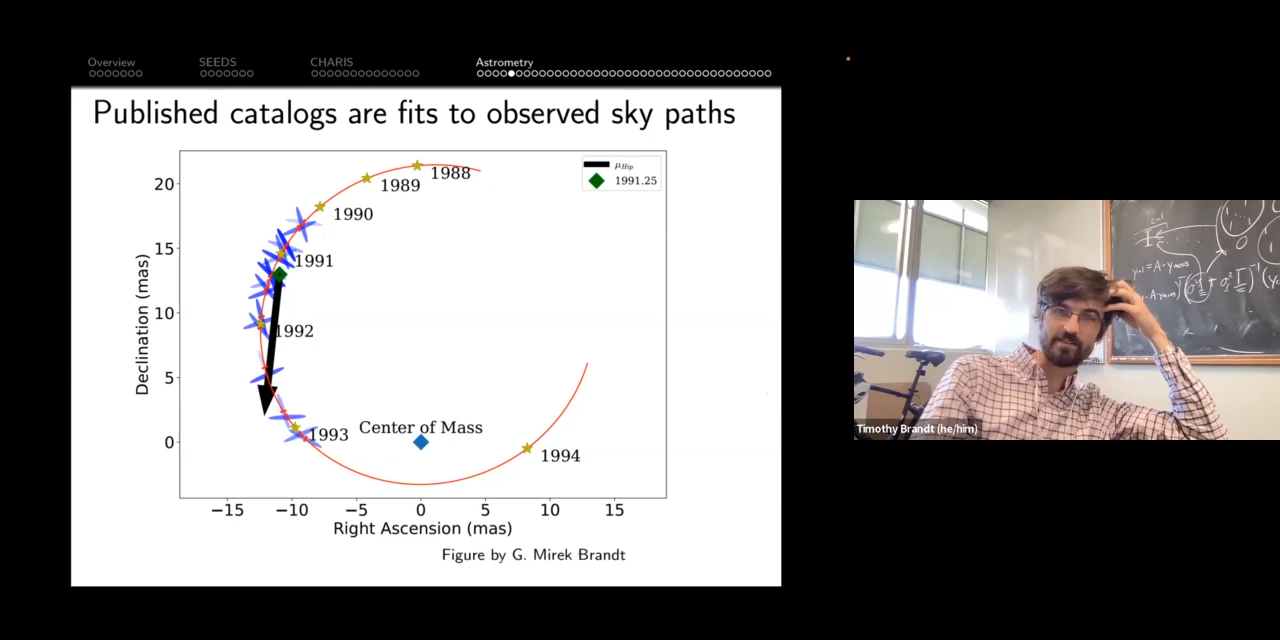 Overview SEEDS CHARIS Astrometry
Published catalogs are fits to observed sky paths
μHip
1991.25
1988
1989
1990
1991
1992
1993
1994
Center of Mass
20
15
10
5
0
Declination (mas)
−15 −10 −5 0 5 10 15
Right Ascension (mas)
Figure by G. Mirek Brandt
Timothy Brandt (he/him)